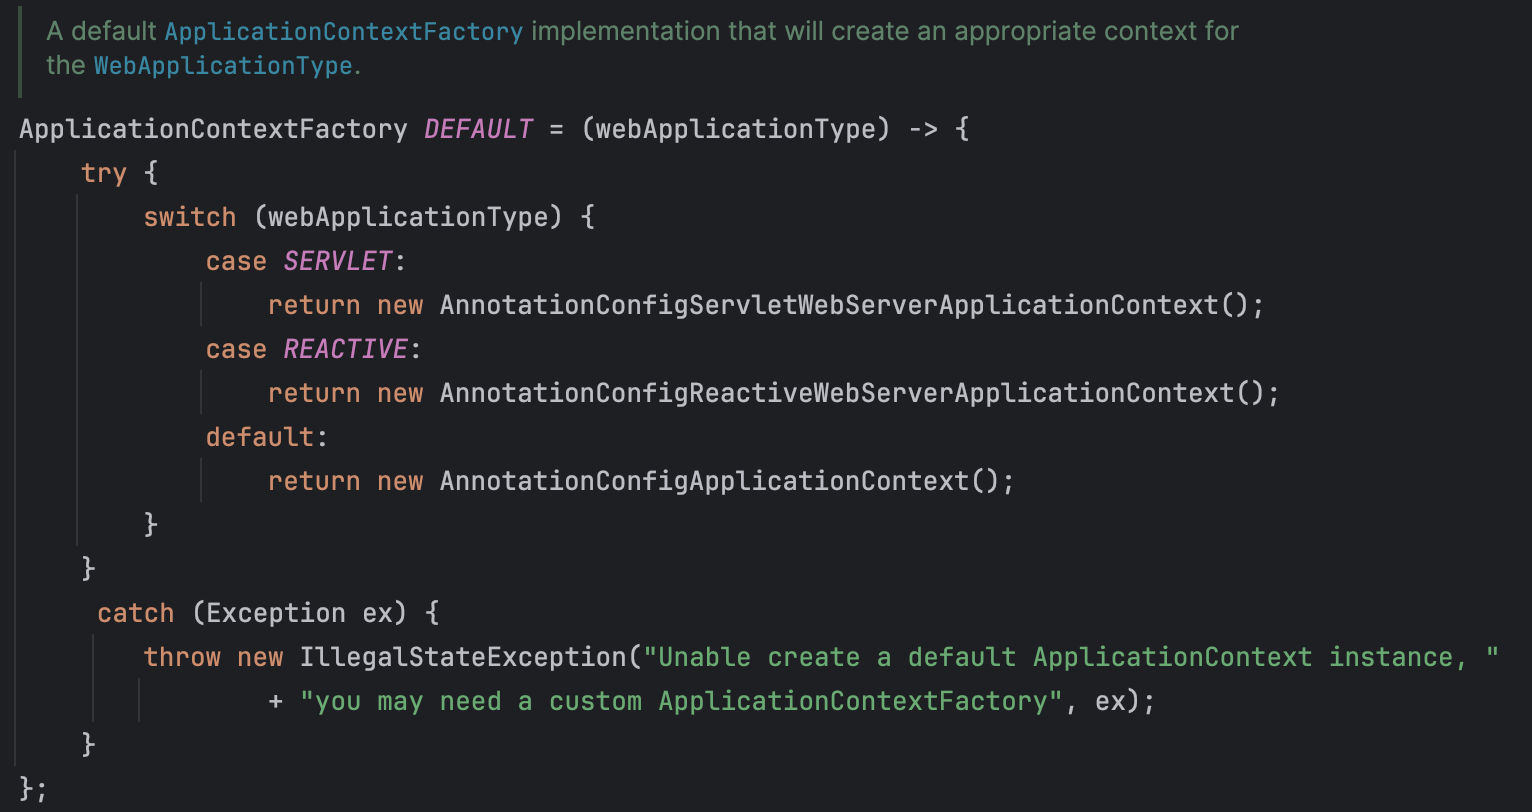 A default ApplicationContextFactory implementation that will create an appropriate context for
the WebApplicationType.
ApplicationContextFactory DEFAULT = (webApplicationType) -> {
    try {
        switch (webApplicationType) {
            case SERVLET:
                return new AnnotationConfigServletWebServerApplicationContext();
            case REACTIVE:
                return new AnnotationConfigReactiveWebServerApplicationContext();
            default:
                return new AnnotationConfigApplicationContext();
        }
    }
     catch (Exception ex) {
        throw new IllegalStateException("Unable create a default ApplicationContext instance, "
                + "you may need a custom ApplicationContextFactory", ex);
    }
};